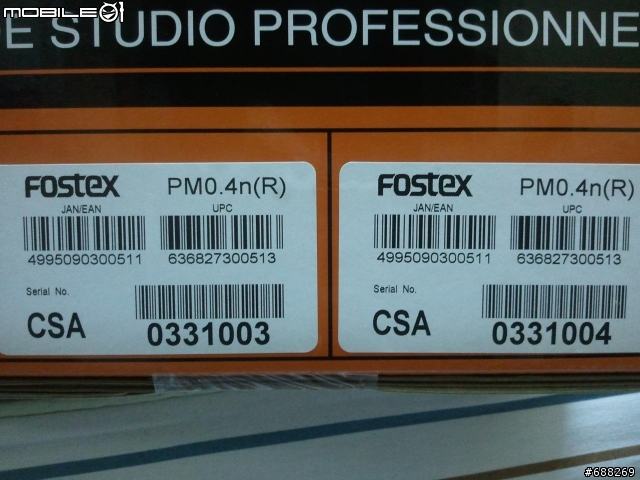 MOBILE01
DE STUDIO PROFESSIONNE
FOSTEX PM0.4n(R)
JAN/EAN UPC
4995090300511 636827300513
Serial No.
CSA 0331003
FOSTEX PM0.4n(R)
JAN/EAN UPC
4995090300511 636827300513
Serial No.
CSA 0331004
#688269